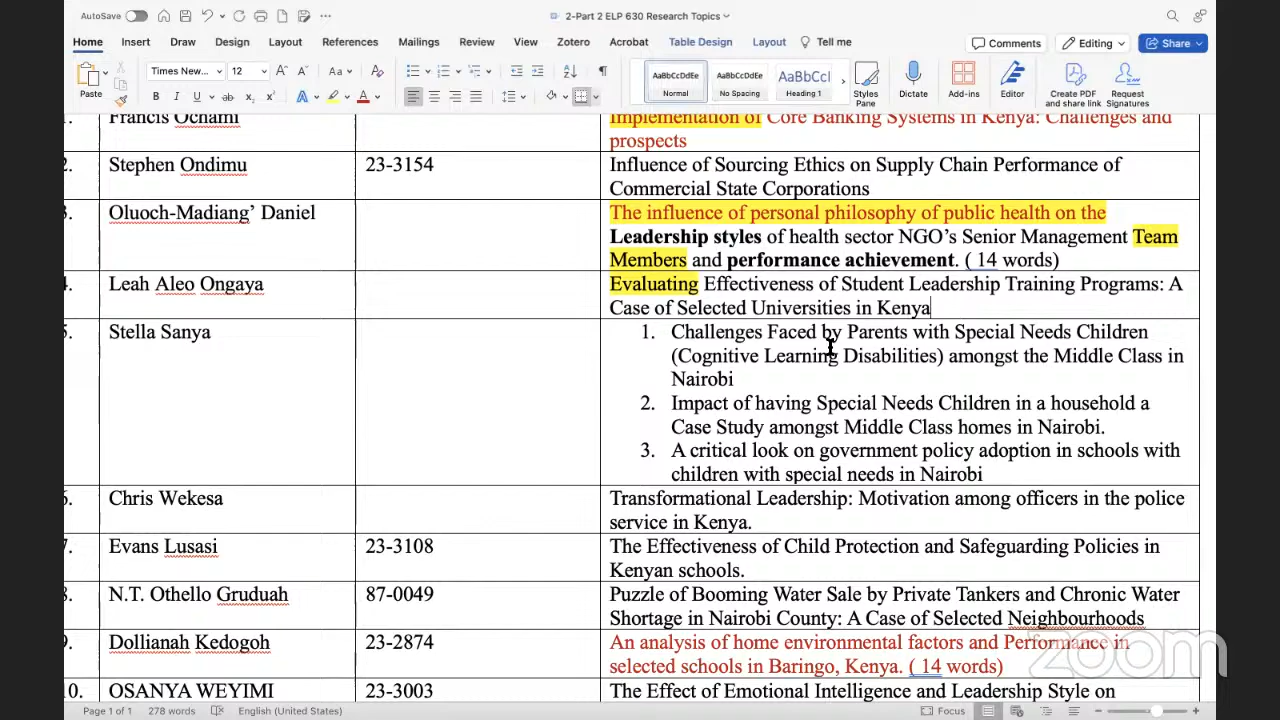 AutoSave
2-Part 2 ELP 630 Research Topics
Home Insert Draw Design Layout References Mailings Review View Zotero Acrobat Table Design Layout Tell me Comments Editing Share
Times New... 12 Aa
Paste
AaBbCcDdEe AaBbCcDdEe AaBbCcI
Normal No Spacing Heading 1
Styles Pane Dictate Add-ins Editor Create PDF and share link Request Signatures
1. Francis Ochami Implementation of Core Banking Systems in Kenya: Challenges and
prospects
2. Stephen Ondimu 23-3154 Influence of Sourcing Ethics on Supply Chain Performance of
Commercial State Corporations
3. Oluoch-Madiang’ Daniel The influence of personal philosophy of public health on the
Leadership styles of health sector NGO’s Senior Management Team
Members and performance achievement. ( 14 words)
4. Leah Aleo Ongaya Evaluating Effectiveness of Student Leadership Training Programs: A
Case of Selected Universities in Kenya
5. Stella Sanya 1. Challenges Faced by Parents with Special Needs Children
(Cognitive Learning Disabilities) amongst the Middle Class in
Nairobi
2. Impact of having Special Needs Children in a household a
Case Study amongst Middle Class homes in Nairobi.
3. A critical look on government policy adoption in schools with
children with special needs in Nairobi
6. Chris Wekesa Transformational Leadership: Motivation among officers in the police
service in Kenya.
7. Evans Lusasi 23-3108 The Effectiveness of Child Protection and Safeguarding Policies in
Kenyan schools.
8. N.T. Othello Gruduah 87-0049 Puzzle of Booming Water Sale by Private Tankers and Chronic Water
Shortage in Nairobi County: A Case of Selected Neighbourhoods
9. Dollianah Kedogoh 23-2874 An analysis of home environmental factors and Performance in
selected schools in Baringo, Kenya. ( 14 words)
10. OSANYA WEYIMI 23-3003 The Effect of Emotional Intelligence and Leadership Style on
zoom
Page 1 of 1 278 words English (United States) Focus